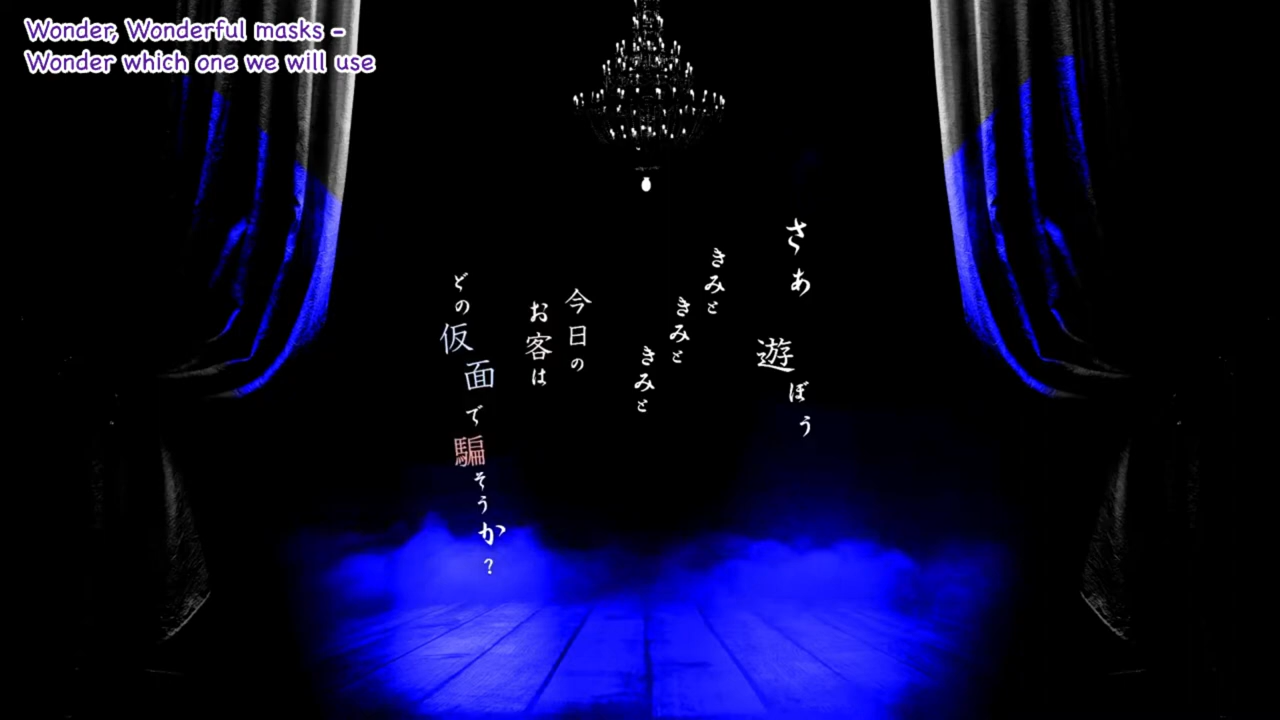 Wonder, Wonderful masks -
Wonder which one we will use
さぁ
遊ぼう
きみと
きみと
きみと
今日の
お客は
どの仮面で騙そうか?